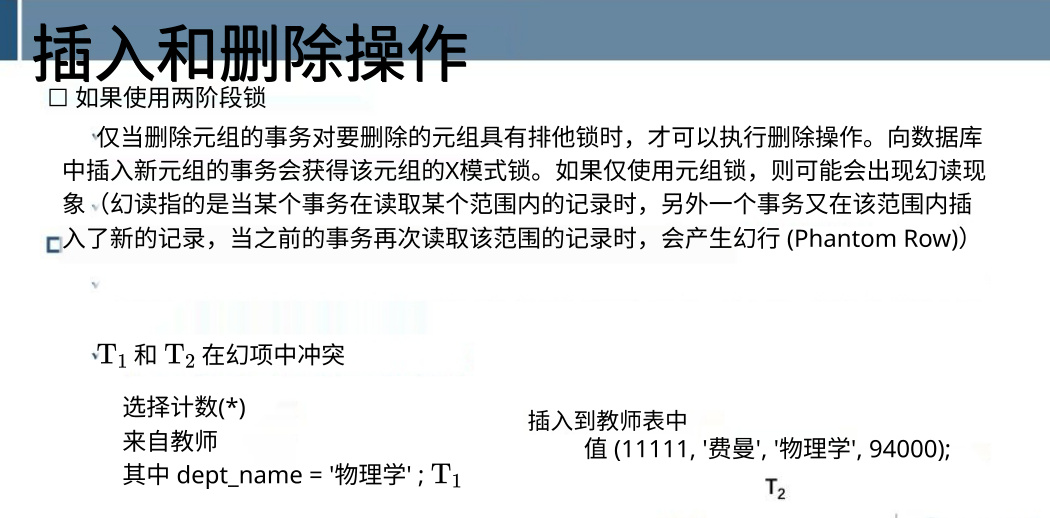 插入和删除操作
□ 如果使用两阶段锁
仅当删除元组的事务对要删除的元组具有排他锁时，才可以执行删除操作。向数据库
中插入新元组的事务会获得该元组的X模式锁。如果仅使用元组锁，则可能会出现幻读现
象（幻读指的是当某个事务在读取某个范围内的记录时，另外一个事务又在该范围内插
入了新的记录，当之前的事务再次读取该范围的记录时，会产生幻行 (Phantom Row)）
T₁ 和 T₂ 在幻项中冲突
选择计数(*)
来自教师
其中 dept_name = '物理学' ; T₁
插入到教师表中
值 (11111, '费曼', '物理学', 94000);
T₂